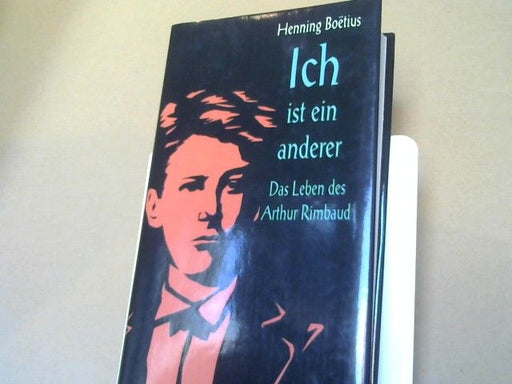 Henning Boëtius
Ich
ist ein
anderer
Das Leben des
Arthur Rimbaud